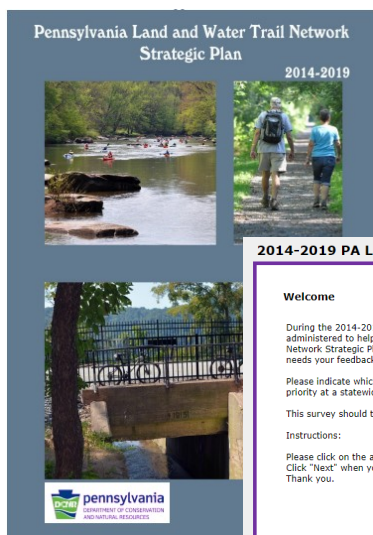 Pennsylvania Land and Water Trail Network
Strategic Plan
2014-2019
2014-2019 PA L
Welcome
During the 2014-20
administered to help
Network Strategic P
needs your feedback
Please indicate whic
priority at a statewid
This survey should t
Instructions:
Please click on the a
Click "Next" when y
Thank you.
dcnr
pennsylvania
DEPARTMENT OF CONSERVATION
AND NATURAL RESOURCES